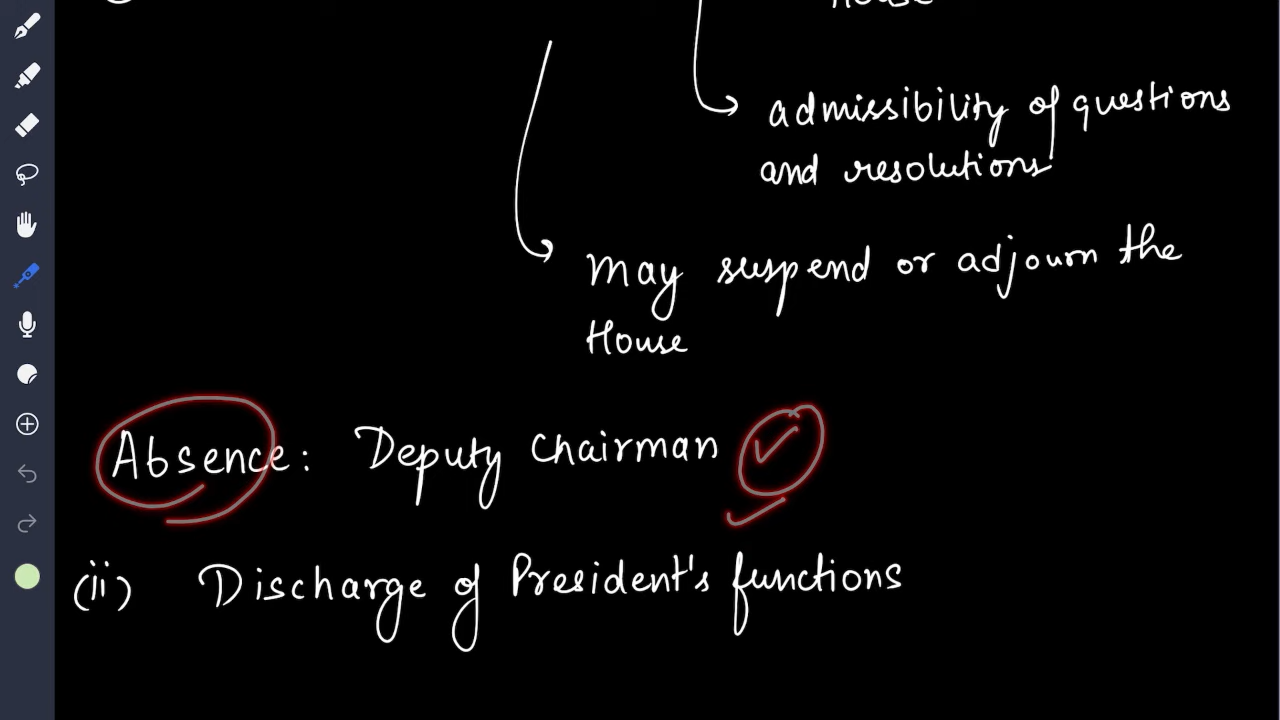 House
admissibility of questions
and resolutions
may suspend or adjourn the
House
Absence: Deputy Chairman
(ii) Discharge of President's functions